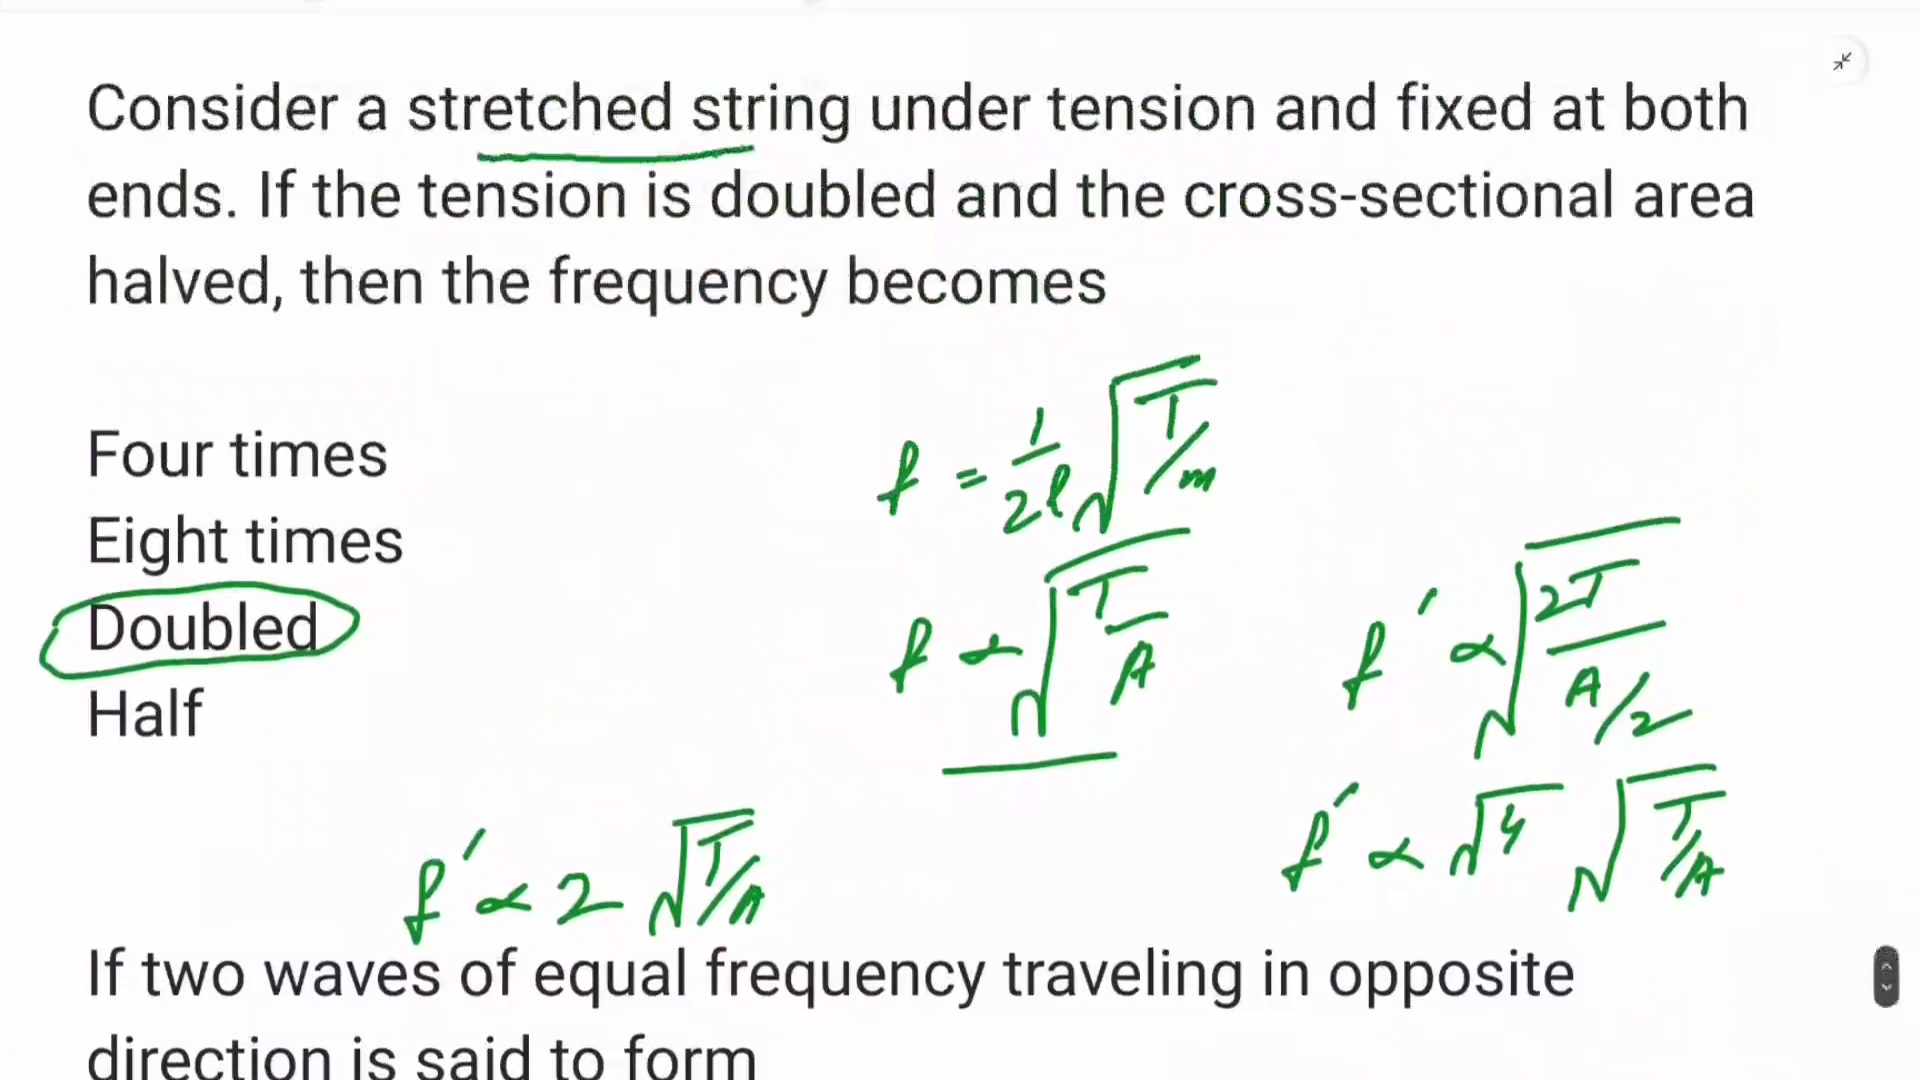 Consider a stretched string under tension and fixed at both
ends. If the tension is doubled and the cross-sectional area
halved, then the frequency becomes
Four times
Eight times
Doubled
Half
f = 1/2l √T/m
f ∝ √T/A
f' ∝ √2T/A/2
f' ∝ √4 √T/A
f' ∝ 2 √T/A
If two waves of equal frequency traveling in opposite
direction is said to form